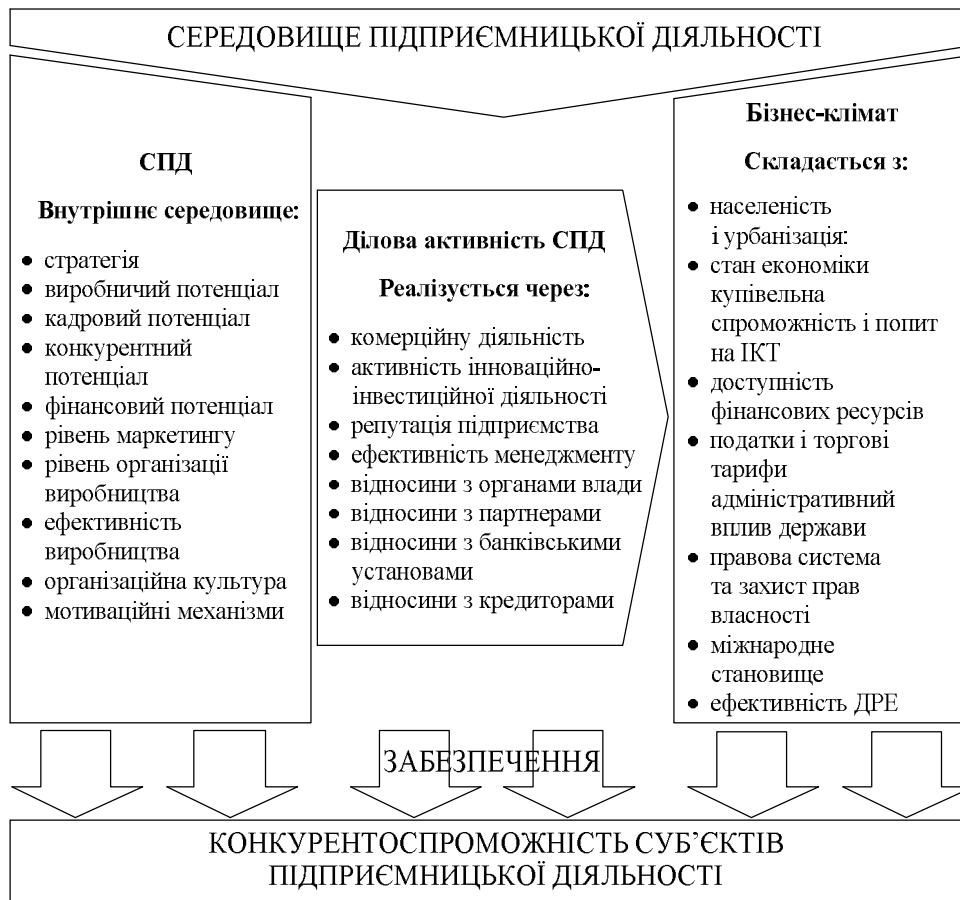 СЕРЕДОВИЩЕ ПІДПРИЄМНИЦЬКОЇ ДІЯЛЬНОСТІ
СПД
Внутрішнє середовище:
• стратегія
• виробничий потенціал
• кадровий потенціал
• конкурентний
потенціал
• фінансовий потенціал
• рівень маркетингу
• рівень організації
виробництва
• ефективність
виробництва
• організаційна культура
• мотиваційні механізми
Ділова активність СПД
Реалізується через:
• комерційну діяльність
• активність інноваційно-
інвестиційної діяльності
• репутація підприємства
• ефективність менеджменту
• відносини з органами влади
• відносини з партнерами
• відносини з банківськими
установами
• відносини з кредиторами
Бізнес-клімат
Складається з:
• населеність
і урбанізація:
• стан економіки
купівельна
спроможність і попит
на ІКТ
• доступність
фінансових ресурсів
• податки і торгові
тарифи
адміністративний
вплив держави
• правова система
та захист прав
власності
• міжнародне
становище
• ефективність ДРЕ
ЗАБЕЗПЕЧЕННЯ
КОНКУРЕНТОСПРОМОЖНІСТЬ СУБ’ЄКТІВ
ПІДПРИЄМНИЦЬКОЇ ДІЯЛЬНОСТІ